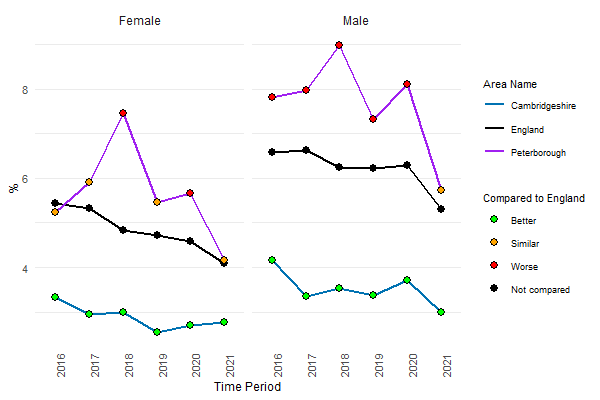 Female
Male
8
6
4
%
2016
2017
2018
2019
2020
2021
2016
2017
2018
2019
2020
2021
Time Period
Area Name
Cambridgeshire
England
Peterborough
Compared to England
Better
Similar
Worse
Not compared